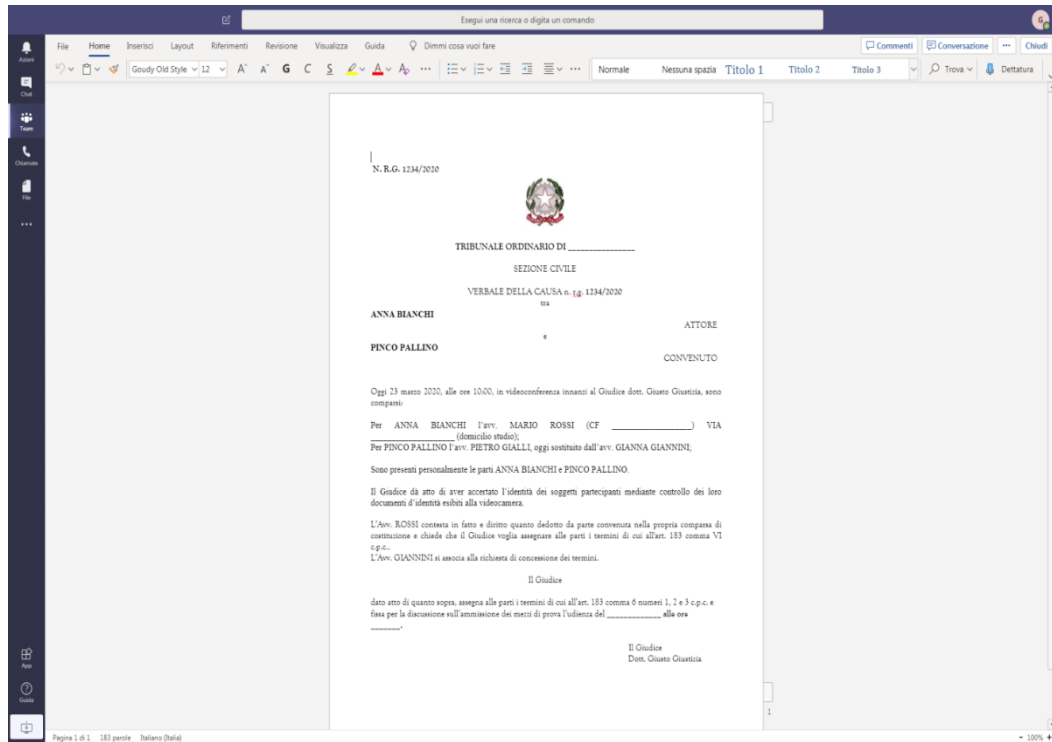 Esegui una ricerca o digita un comando
G
Azioni
Chat
Team
Chiamate
File
App
Guida
File Home Inserisci Layout Riferimenti Revisione Visualizza Guida Dimmi cosa vuoi fare
Commenti Conversazione Chiudi
Goudy Old Style 12 A A G C S A A Normale Nessuna spazia Titolo 1 Titolo 2 Titolo 3 Trova Dettatura
N. R.G. 1234/2020
TRIBUNALE ORDINARIO DI _______________
SEZIONE CIVILE
VERBALE DELLA CAUSA n. r.g. 1234/2020
tra
ANNA BIANCHI
ATTORE
e
PINCO PALLINO
CONVENUTO
Oggi 23 marzo 2020, alle ore 10:00, in videoconferenza innanzi al Giudice dott. Giusto Giustizia, sono
comparsi:
Per ANNA BIANCHI l'avv. MARIO ROSSI (CF __________________) VIA
___________________ (domicilio studio);
Per PINCO PALLINO l'avv. PIETRO GIALLI, oggi sostituito dall'avv. GIANNA GIANNINI;
Sono presenti personalmente le parti ANNA BIANCHI e PINCO PALLINO.
Il Giudice dà atto di aver accertato l'identità dei soggetti partecipanti mediante controllo dei loro
documenti d'identità esibiti alla videocamera.
L'Avv. ROSSI contesta in fatto e diritto quanto dedotto da parte convenuta nella propria comparsa di
costituzione e chiede che il Giudice voglia assegnare alle parti i termini di cui all'art. 183 comma VI
c.p.c..
L'Avv. GIANNINI si associa alla richiesta di concessione dei termini.
Il Giudice
dato atto di quanto sopra, assegna alle parti i termini di cui all'art. 183 comma 6 numeri 1, 2 e 3 c.p.c. e
fissa per la discussione sull'ammissione dei mezzi di prova l'udienza del ____________ alle ore
_______.
Il Giudice
Dott. Giusto Giustizia
1
Pagina 1 di 1 183 parole Italiano (Italia) - 100% +